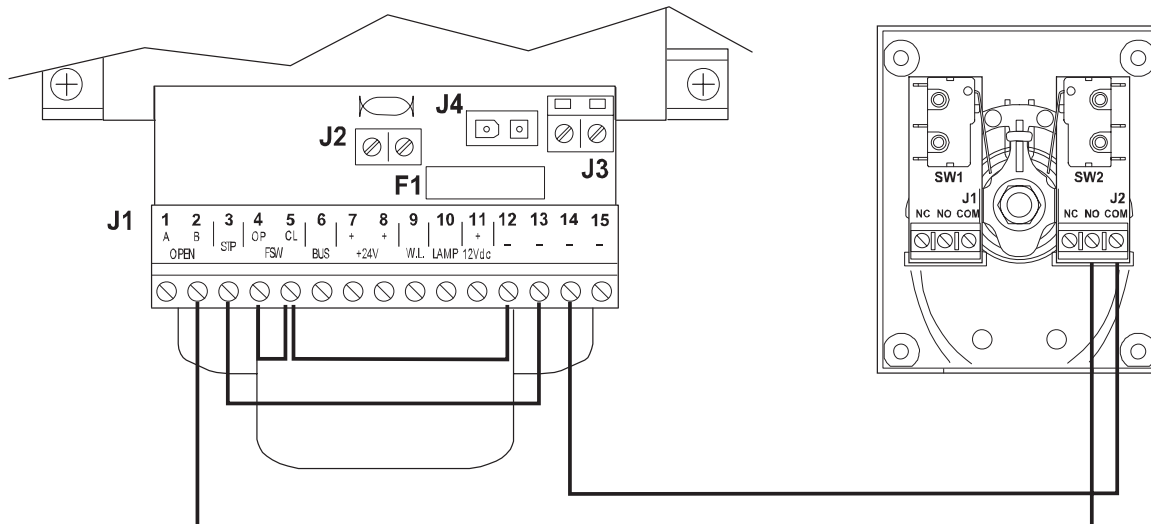 J4
J2
J3
F1
J1
1 2 3 4 5 6 7 8 9 10 11 12 13 14 15
A B STP OP CL + + + – – – –
OPEN FSW BUS +24V W.L. LAMP 12Vdc
SW1 SW2
J1 J2
NC NO COM NC NO COM